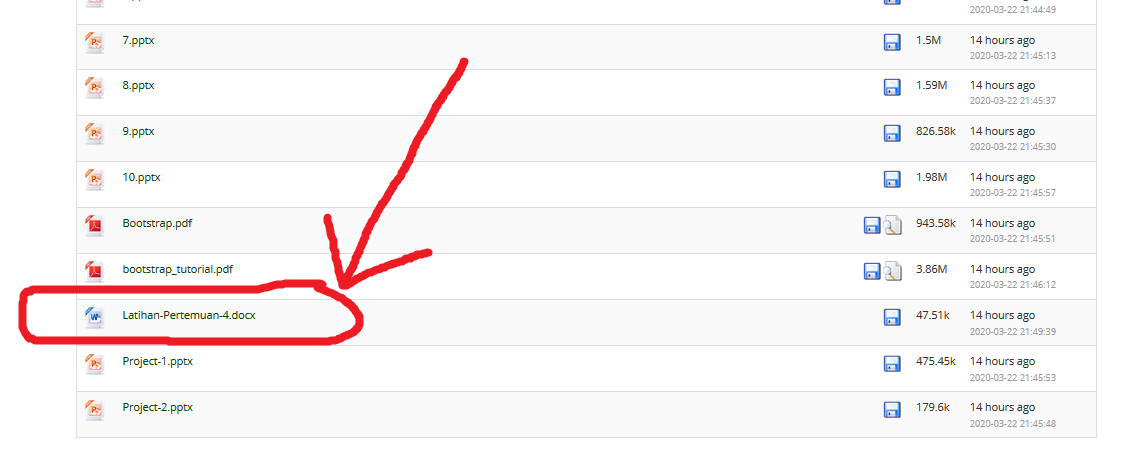 2020-03-22 21:44:49
7.pptx 1.5M 14 hours ago
2020-03-22 21:45:13
8.pptx 1.59M 14 hours ago
2020-03-22 21:45:37
9.pptx 826.58k 14 hours ago
2020-03-22 21:45:30
10.pptx 1.98M 14 hours ago
2020-03-22 21:45:57
Bootstrap.pdf 943.58k 14 hours ago
2020-03-22 21:45:51
bootstrap_tutorial.pdf 3.86M 14 hours ago
2020-03-22 21:46:12
Latihan-Pertemuan-4.docx 47.51k 14 hours ago
2020-03-22 21:49:39
Project-1.pptx 475.45k 14 hours ago
2020-03-22 21:45:53
Project-2.pptx 179.6k 14 hours ago
2020-03-22 21:45:48